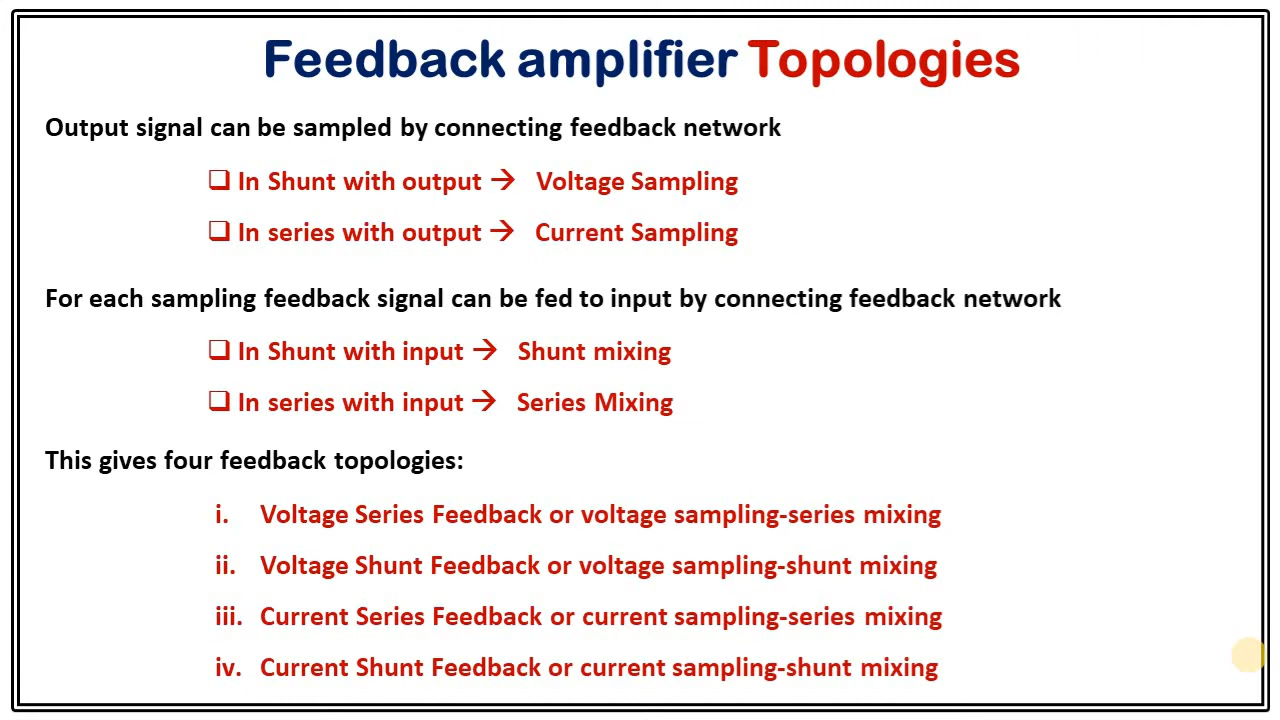 Feedback amplifier Topologies
Output signal can be sampled by connecting feedback network
❑ In Shunt with output → Voltage Sampling
❑ In series with output → Current Sampling
For each sampling feedback signal can be fed to input by connecting feedback network
❑ In Shunt with input → Shunt mixing
❑ In series with input → Series Mixing
This gives four feedback topologies:
i. Voltage Series Feedback or voltage sampling-series mixing
ii. Voltage Shunt Feedback or voltage sampling-shunt mixing
iii. Current Series Feedback or current sampling-series mixing
iv. Current Shunt Feedback or current sampling-shunt mixing